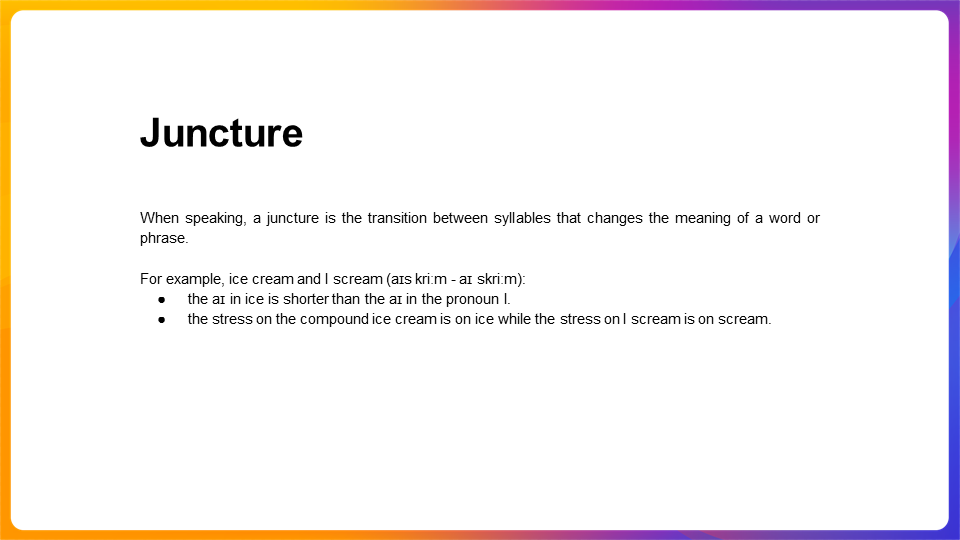 Juncture
When speaking, a juncture is the transition between syllables that changes the meaning of a word or
phrase.
For example, ice cream and I scream (aɪs kriːm - aɪ skriːm):
● the aɪ in ice is shorter than the aɪ in the pronoun I.
● the stress on the compound ice cream is on ice while the stress on I scream is on scream.